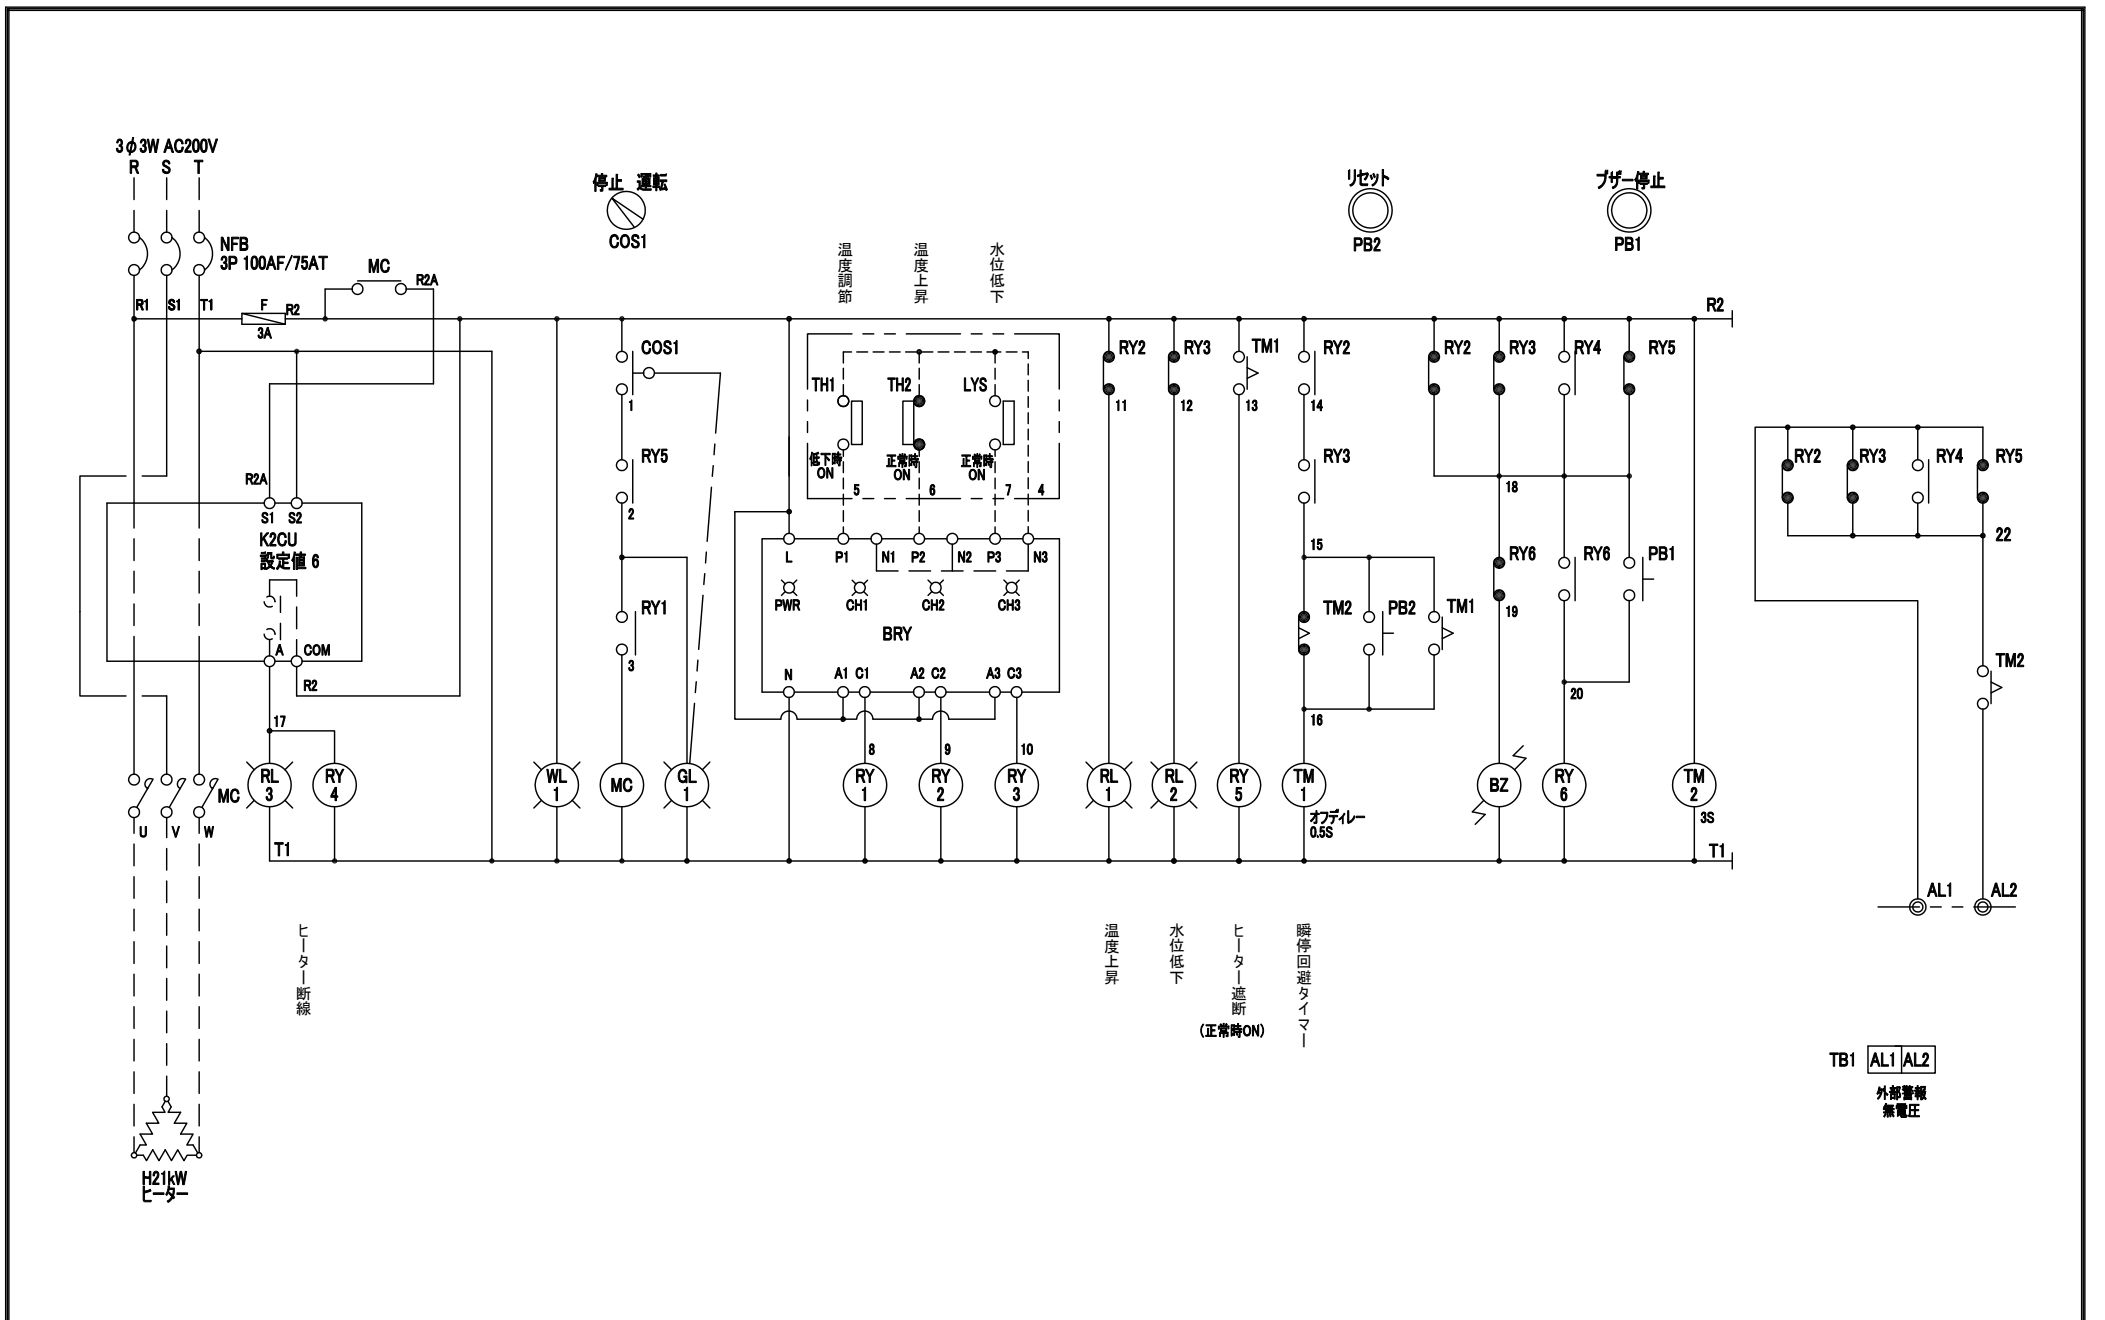 3φ3W AC200V
R S T
NFB
3P 100AF/75AT
MC
R2A
R1 S1 T1
F
3A
R2
停止 運転
COS1
リセット
PB2
ブザー停止
PB1
温度調節
温度上昇
水位低下
R2
COS1
1
RY5
2
RY1
3
TH1
低下時
ON
TH2
正常時
ON
LYS
正常時
ON
5 6 7 4
R2A
S1 S2
K2CU
設定値 6
A COM
R2
17
L P1 N1 P2 N2 P3 N3
PWR CH1 CH2 CH3
BRY
N A1 C1 A2 C2 A3 C3
8 9 10
RY2
11
RY3
12
TM1
13
RY2
14
RY3
15
TM2 PB2 TM1
16
RY2 RY3 RY4 RY5
18
RY6 RY6 PB1
19
20
RY2 RY3 RY4 RY5
22
TM2
MC
U V W
RL
3
RY
4
WL
1
MC
GL
1
RY
1
RY
2
RY
3
RL
1
RL
2
RY
5
TM
1
オフディレー
0.5S
BZ
RY
6
TM
2
3S
T1
T1
AL1 AL2
ヒーター断線
温度上昇
水位低下
ヒーター遮断
(正常時ON)
瞬停回避タイマー
TB1 AL1 AL2
外部警報
無電圧
H21kW
ヒーター